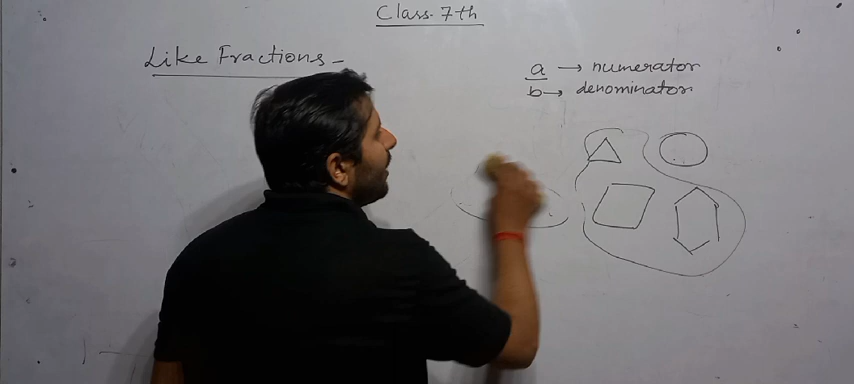 Class-7th
Like Fractions-
a → numerator
b → denominator